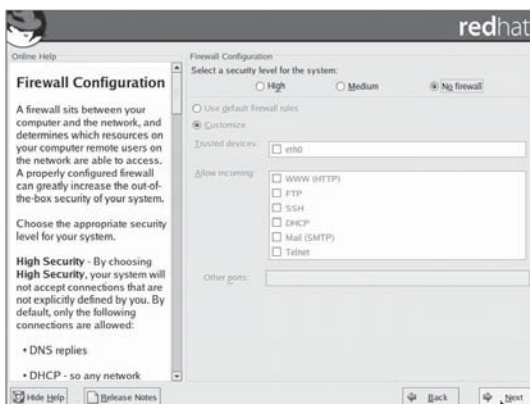 redhat
Online Help
Firewall Configuration
A firewall sits between your
computer and the network, and
determines which resources on
your computer remote users on
the network are able to access.
A properly configured firewall
can greatly increase the out-of-
the-box security of your system.
Choose the appropriate security
level for your system.
High Security - By choosing
High Security, your system will
not accept connections that are
not explicitly defined by you. By
default, only the following
connections are allowed:
• DNS replies
• DHCP - so any network
Firewall Configuration
Select a security level for the system:
High
Medium
No firewall
Use default firewall rules
Customize
Trusted devices:
eth0
Allow incoming:
WWW (HTTP)
FTP
SSH
DHCP
Mail (SMTP)
Telnet
Other ports:
Hide Help
Release Notes
Back
Next